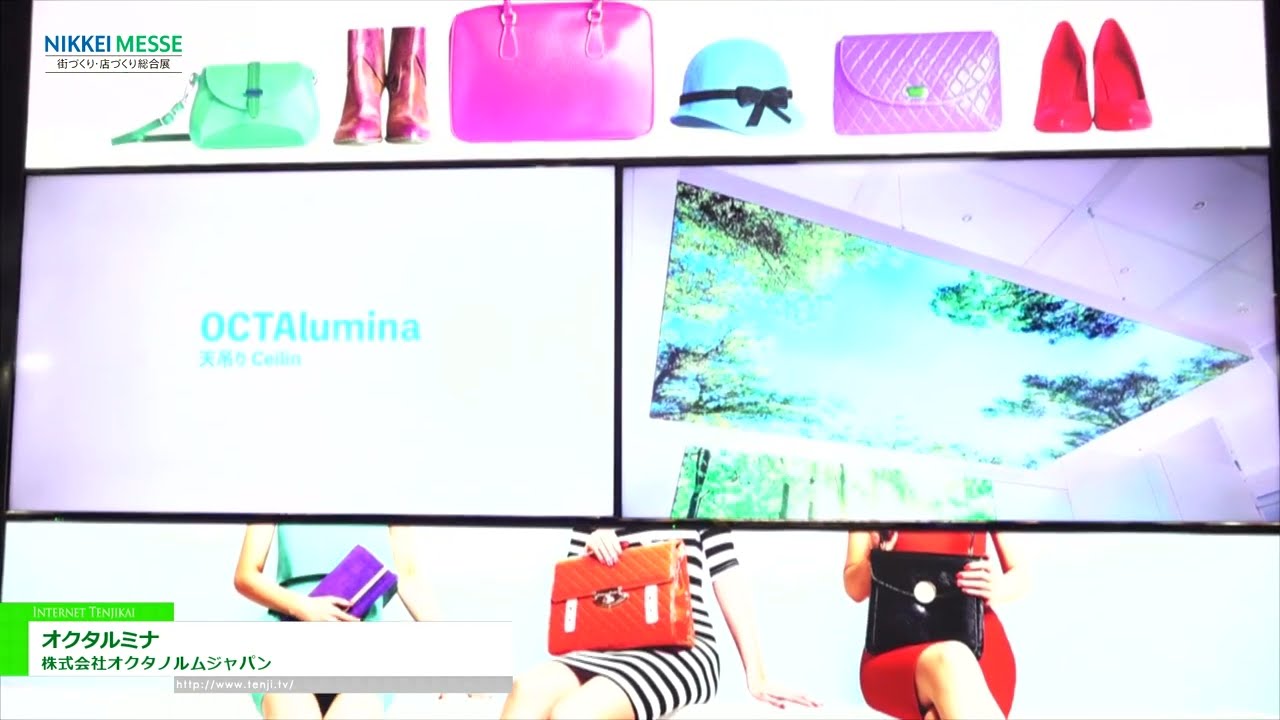 NIKKEI MESSE
街づくり・店づくり総合展
OCTAlumina
天吊り Ceilin
INTERNET TENJIKAI
オクタルミナ
株式会社オクタノルムジャパン
http://www.tenji.tv/